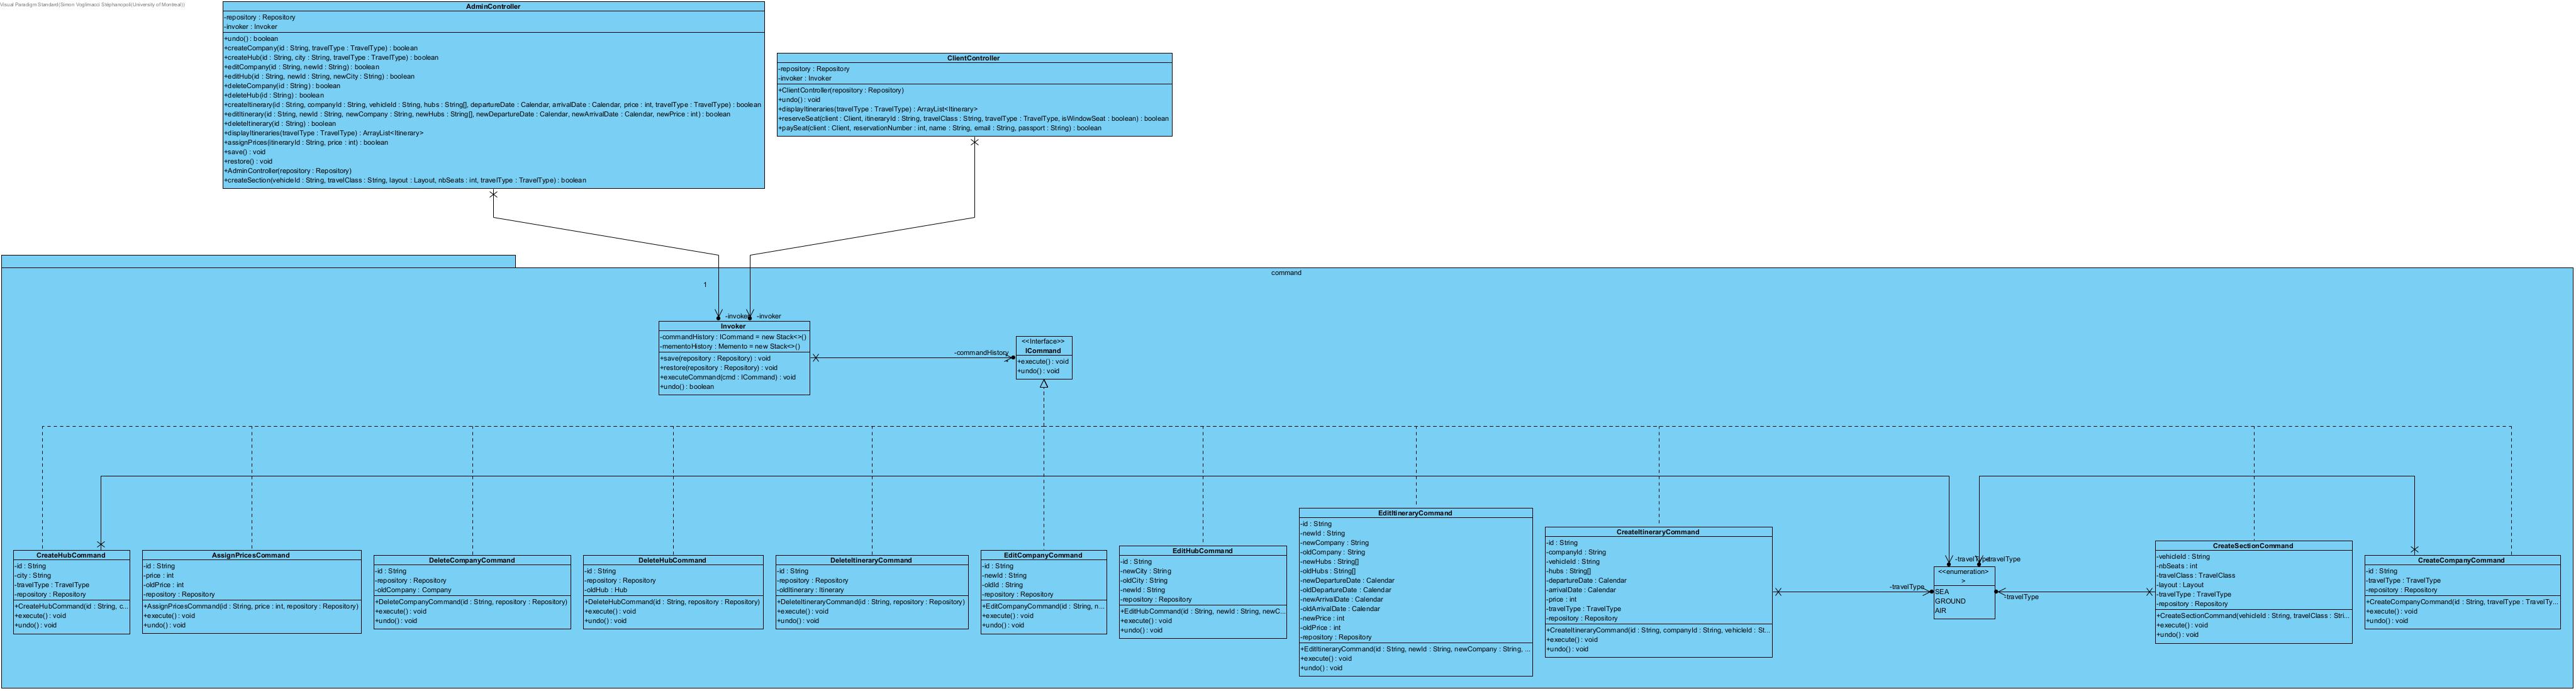 Visual Paradigm Standard(Simon Voglimacci Stephanopoli(University of Montreal))
AdminController
-repository : Repository
-invoker : Invoker
+undo() : boolean
+createCompany(id : String, travelType : TravelType) : boolean
+createHub(id : String, city : String, travelType : TravelType) : boolean
+editCompany(id : String, newId : String) : boolean
+editHub(id : String, newId : String, newCity : String) : boolean
+deleteCompany(id : String) : boolean
+deleteHub(id : String) : boolean
+createItinerary(id : String, companyId : String, vehicleId : String, hubs : String[], departureDate : Calendar, arrivalDate : Calendar, price : int, travelType : TravelType) : boolean
+editItinerary(id : String, newId : String, newCompany : String, newHubs : String[], newDepartureDate : Calendar, newArrivalDate : Calendar, newPrice : int) : boolean
+deleteItinerary(id : String) : boolean
+displayItineraries(travelType : TravelType) : ArrayList<Itinerary>
+assignPrices(itineraryId : String, price : int) : boolean
+save() : void
+restore() : void
+AdminController(repository : Repository)
+createSection(vehicleId : String, travelClass : String, layout : Layout, nbSeats : int, travelType : TravelType) : boolean
ClientController
-repository : Repository
-invoker : Invoker
+ClientController(repository : Repository)
+undo() : void
+displayItineraries(travelType : TravelType) : ArrayList<Itinerary>
+reserveSeat(client : Client, itineraryId : String, travelClass : String, travelType : TravelType, isWindowSeat : boolean) : boolean
+paySeat(client : Client, reservationNumber : int, name : String, email : String, passport : String) : boolean
command
1
-invoker
-invoker
Invoker
-commandHistory : ICommand = new Stack<>()
-mementoHistory : Memento = new Stack<>()
+save(repository : Repository) : void
+restore(repository : Repository) : void
+executeCommand(cmd : ICommand) : void
+undo() : boolean
-commandHistory
<<Interface>>
ICommand
+execute() : void
+undo() : void
CreateHubCommand
-id : String
-city : String
-travelType : TravelType
-repository : Repository
+CreateHubCommand(id : String, c...
+execute() : void
+undo() : void
AssignPricesCommand
-id : String
-price : int
-oldPrice : int
-repository : Repository
+AssignPricesCommand(id : String, price : int, repository : Repository)
+execute() : void
+undo() : void
DeleteCompanyCommand
-id : String
-repository : Repository
-oldCompany : Company
+DeleteCompanyCommand(id : String, repository : Repository)
+execute() : void
+undo() : void
DeleteHubCommand
-id : String
-repository : Repository
-oldHub : Hub
+DeleteHubCommand(id : String, repository : Repository)
+execute() : void
+undo() : void
DeleteItineraryCommand
-id : String
-repository : Repository
-oldItinerary : Itinerary
+DeleteItineraryCommand(id : String, repository : Repository)
+execute() : void
+undo() : void
EditCompanyCommand
-id : String
-newId : String
-oldId : String
-repository : Repository
+EditCompanyCommand(id : String, n...
+execute() : void
+undo() : void
EditHubCommand
-id : String
-newCity : String
-oldCity : String
-newId : String
-repository : Repository
+EditHubCommand(id : String, newId : String, newC...
+execute() : void
+undo() : void
EditItineraryCommand
-id : String
-newId : String
-newCompany : String
-oldCompany : String
-newHubs : String[]
-oldHubs : String[]
-newDepartureDate : Calendar
-oldDepartureDate : Calendar
-newArrivalDate : Calendar
-oldArrivalDate : Calendar
-newPrice : int
-oldPrice : int
-repository : Repository
+EditItineraryCommand(id : String, newId : String, newCompany : String, ...
+execute() : void
+undo() : void
CreateItineraryCommand
-id : String
-companyId : String
-vehicleId : String
-hubs : String[]
-departureDate : Calendar
-arrivalDate : Calendar
-price : int
-travelType : TravelType
-repository : Repository
+CreateItineraryCommand(id : String, companyId : String, vehicleId : St...
+execute() : void
+undo() : void
-travelType
-travelType
-travelType
-travelType
<<enumeration>
>
SEA
GROUND
AIR
CreateSectionCommand
-vehicleId : String
-nbSeats : int
-travelClass : TravelClass
-layout : Layout
-travelType : TravelType
-repository : Repository
+CreateSectionCommand(vehicleId : String, travelClass : Stri...
+execute() : void
+undo() : void
CreateCompanyCommand
-id : String
-travelType : TravelType
-repository : Repository
+CreateCompanyCommand(id : String, travelType : TravelTy...
+execute() : void
+undo() : void